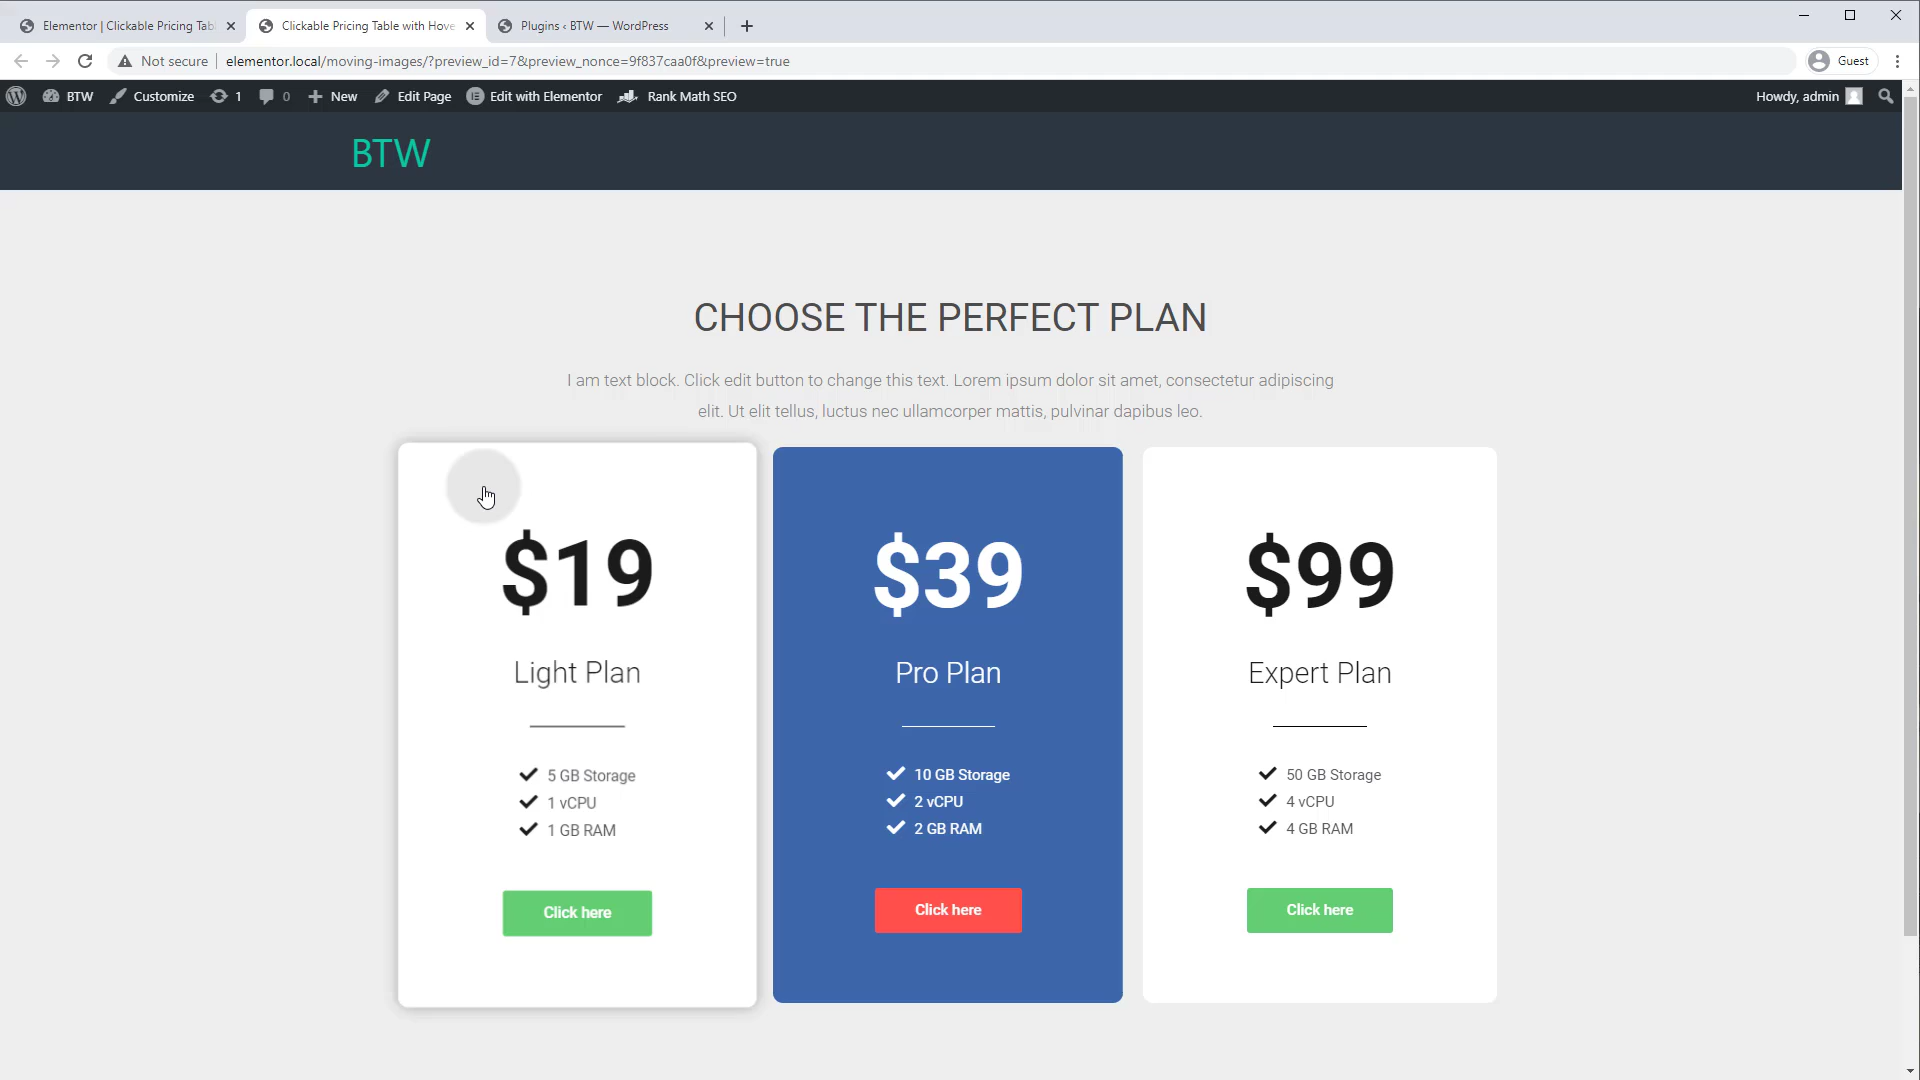 Elementor | Clickable Pricing Tab
Clickable Pricing Table with Hove
Plugins ‹ BTW — WordPress
Not secure
elementor.local/moving-images/?preview_id=7&preview_nonce=9f837caa0f&preview=true
Guest
BTW
Customize
1
0
New
Edit Page
Edit with Elementor
Rank Math SEO
Howdy, admin
BTW
CHOOSE THE PERFECT PLAN
I am text block. Click edit button to change this text. Lorem ipsum dolor sit amet, consectetur adipiscing
elit. Ut elit tellus, luctus nec ullamcorper mattis, pulvinar dapibus leo.
$19
Light Plan
5 GB Storage
1 vCPU
1 GB RAM
Click here
$39
Pro Plan
10 GB Storage
2 vCPU
2 GB RAM
Click here
$99
Expert Plan
50 GB Storage
4 vCPU
4 GB RAM
Click here